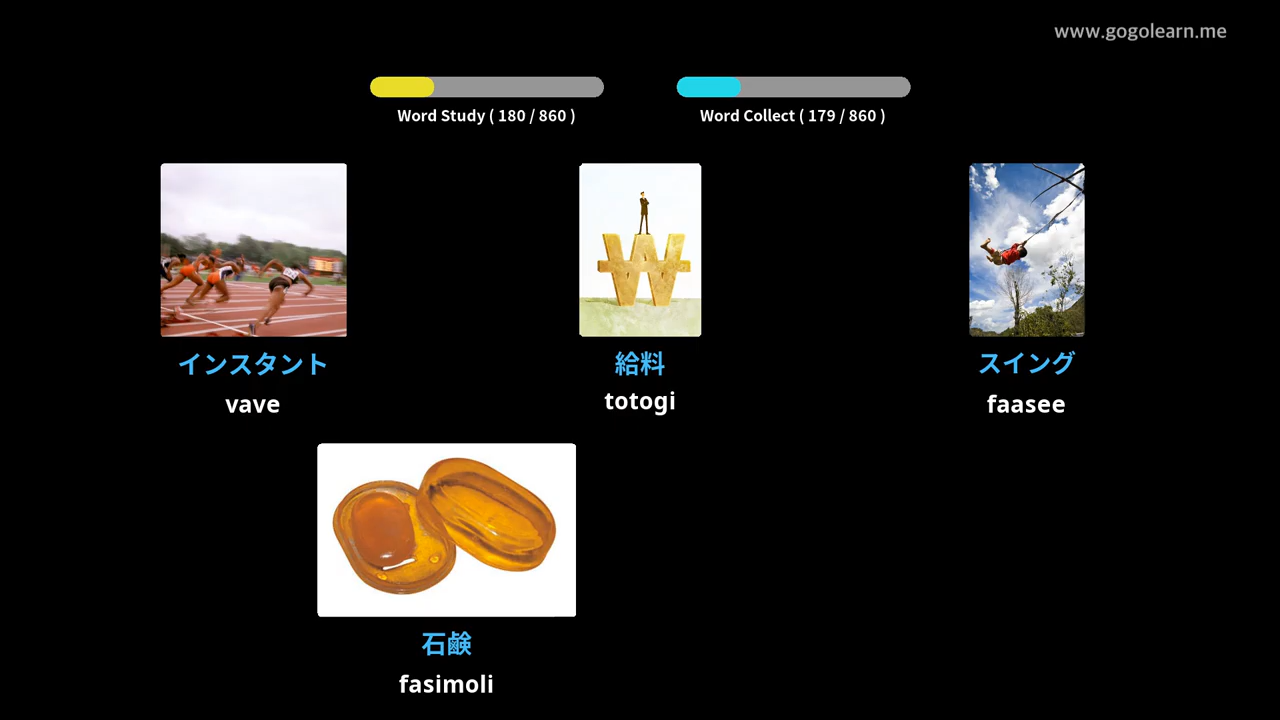 www.gogolearn.me
Word Study ( 180 / 860 )
Word Collect ( 179 / 860 )
インスタント
vave
給料
totogi
スイング
faasee
石鹸
fasimoli